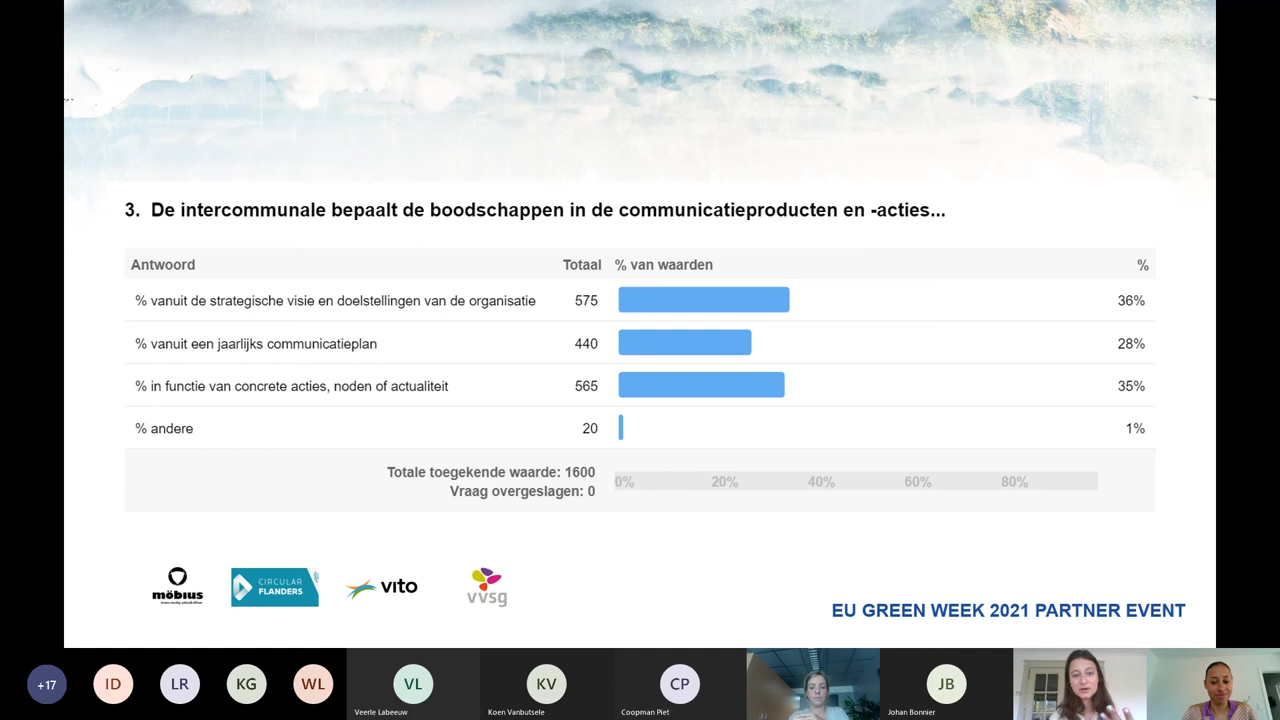 3. De intercommunale bepaalt de boodschappen in de communicatieproducten en -acties...
Antwoord Totaal % van waarden %
% vanuit de strategische visie en doelstellingen van de organisatie 575 36%
% vanuit een jaarlijks communicatieplan 440 28%
% in functie van concrete acties, noden of actualiteit 565 35%
% andere 20 1%
Totale toegekende waarde: 1600
Vraag overgeslagen: 0
0% 20% 40% 60% 80%
möbius
CIRCULAR
FLANDERS
vito
vvsg
EU GREEN WEEK 2021 PARTNER EVENT
+17 ID LR KG WL VL KV CP JB
Veerle Labeeuw Koen Vanbutsele Coopman Piet Johan Bonnier